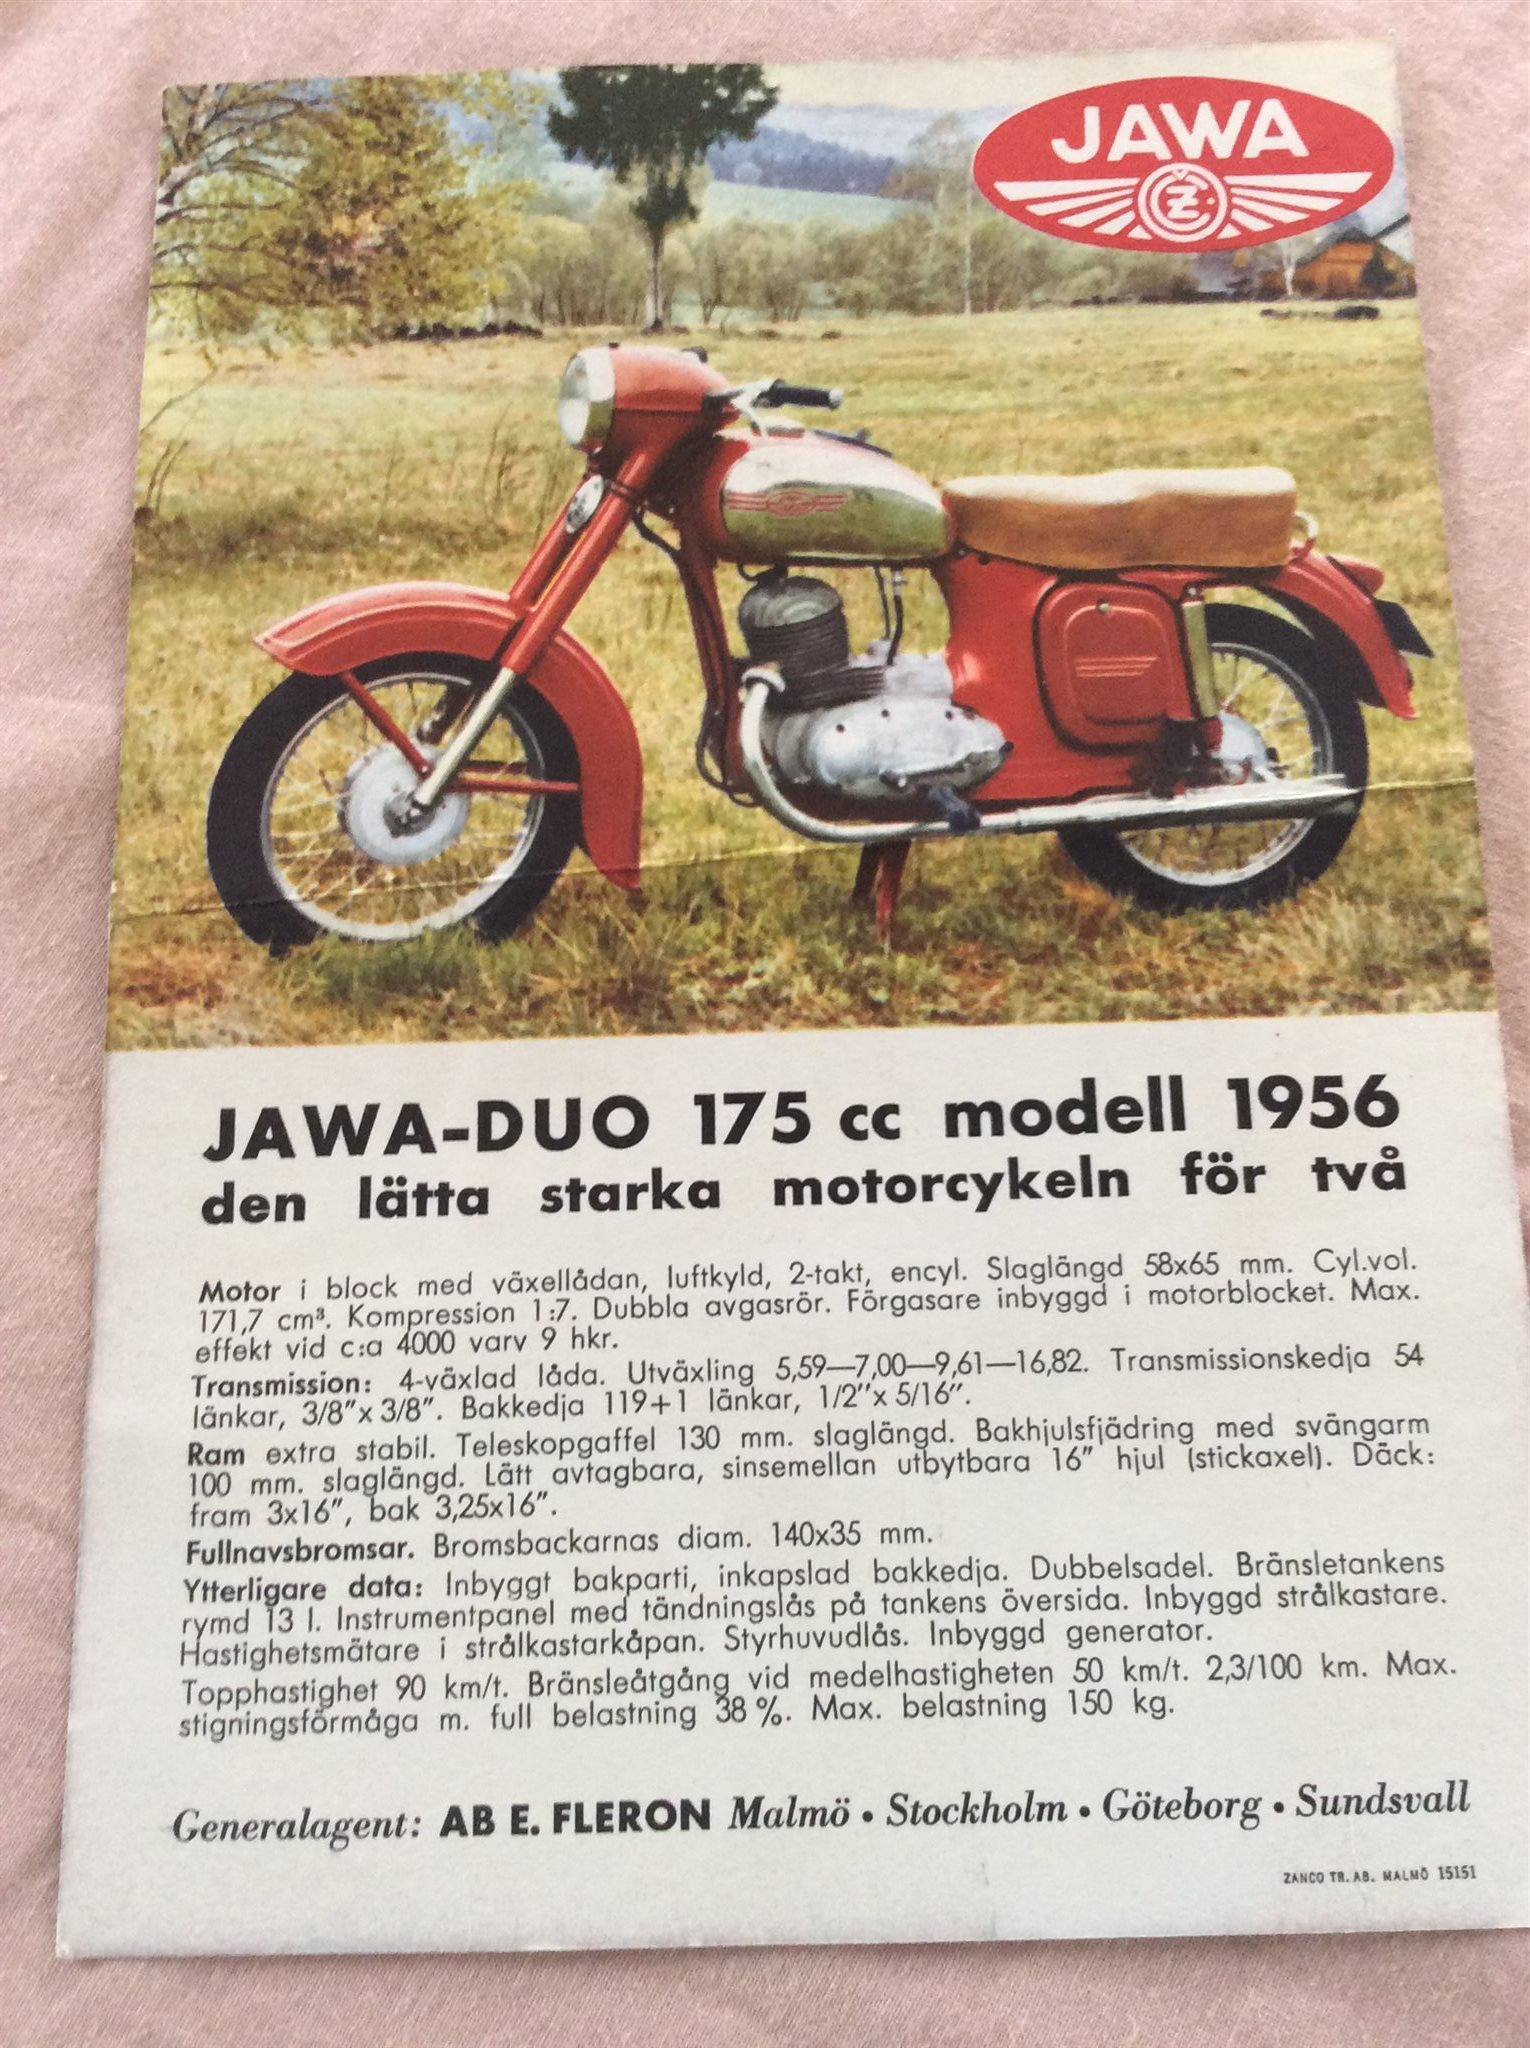 JAWA
ČZ
JAWA-DUO 175 cc modell 1956
den lätta starka motorcykeln för två
Motor i block med växellådan, luftkyld, 2-takt, encyl. Slaglängd 58x65 mm. Cyl.vol.
171,7 cm³. Kompression 1:7. Dubbla avgasrör. Förgasare inbyggd i motorblocket. Max.
effekt vid c:a 4000 varv 9 hkr.
Transmission: 4-växlad låda. Utväxling 5,59—7,00—9,61—16,82. Transmissionskedja 54
länkar, 3/8″x 3/8″. Bakkedja 119+1 länkar, 1/2″x 5/16″.
Ram extra stabil. Teleskopgaffel 130 mm. slaglängd. Bakhjulsfjädring med svängarm
100 mm. slaglängd. Lätt avtagbara, sinsemellan utbytbara 16″ hjul (stickaxel). Däck:
fram 3x16″, bak 3,25x16″.
Fullnavsbromsar. Bromsbackarnas diam. 140x35 mm.
Ytterligare data: Inbyggt bakparti, inkapslad bakkedja. Dubbelsadel. Bränsletankens
rymd 13 l. Instrumentpanel med tändningslås på tankens översida. Inbyggd strålkastare.
Hastighetsmätare i strålkastarkåpan. Styrhuvudlås. Inbyggd generator.
Topphastighet 90 km/t. Bränsleåtgång vid medelhastigheten 50 km/t. 2,3/100 km. Max.
stigningsförmåga m. full belastning 38 %. Max. belastning 150 kg.
Generalagent: AB E. FLERON Malmö • Stockholm • Göteborg • Sundsvall
ZANCO TR. AB. MALMÖ 15151